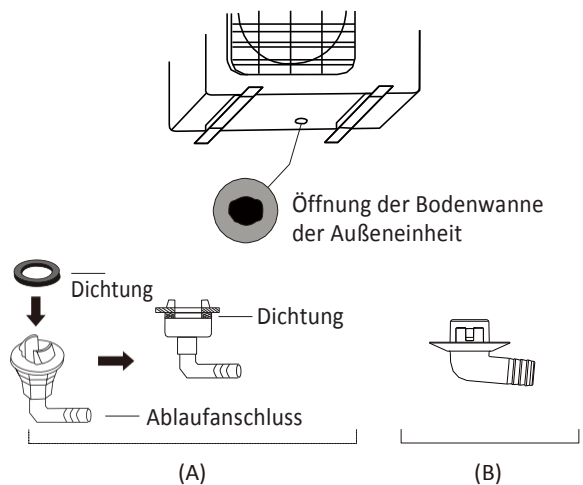 Öffnung der Bodenwanne
der Außeneinheit
Dichtung
Dichtung
Ablaufanschluss
(A)
(B)